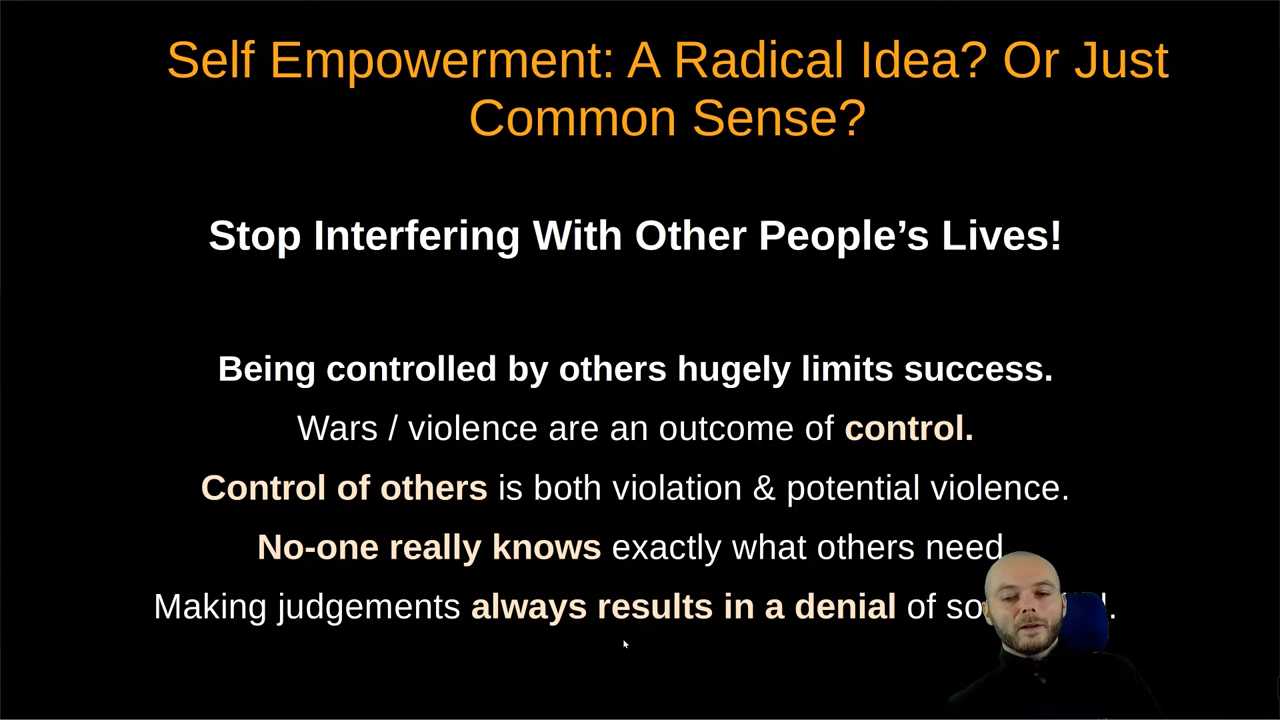 Self Empowerment: A Radical Idea? Or Just
Common Sense?
Stop Interfering With Other People’s Lives!
Being controlled by others hugely limits success.
Wars / violence are an outcome of control.
Control of others is both violation & potential violence.
No-one really knows exactly what others need
Making judgements always results in a denial of